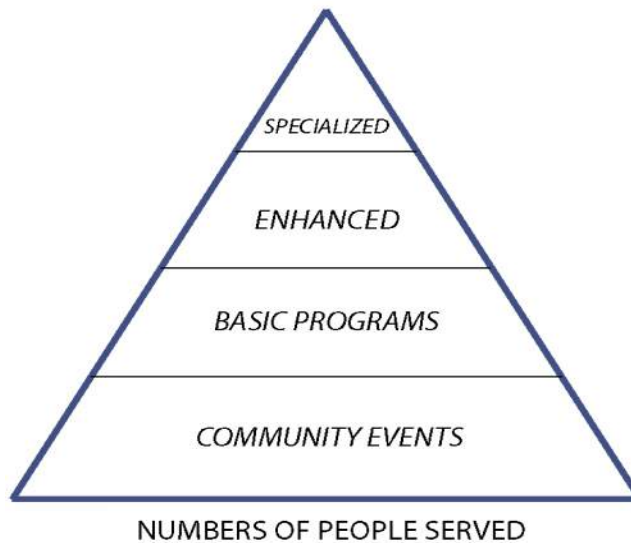 SPECIALIZED
ENHANCED
BASIC PROGRAMS
COMMUNITY EVENTS
NUMBERS OF PEOPLE SERVED